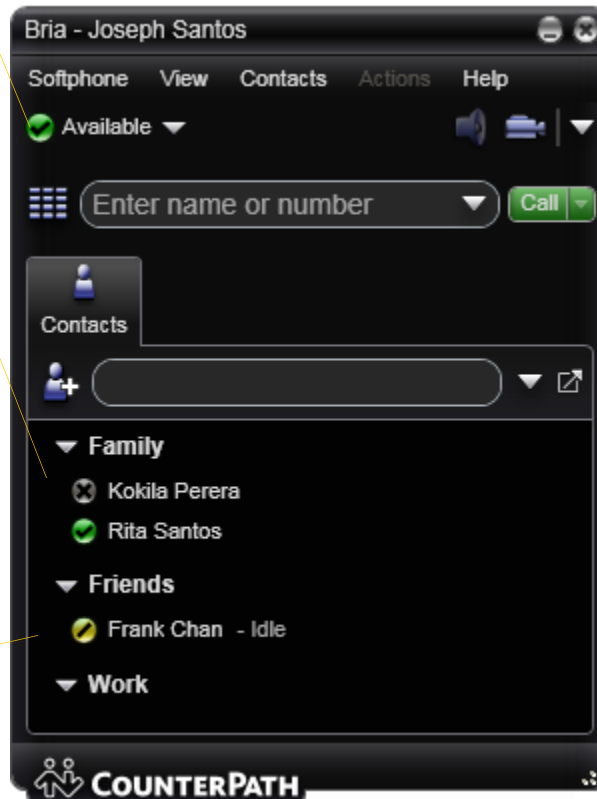 Bria - Joseph Santos
Softphone View Contacts Actions Help
Available
Enter name or number Call
Contacts
Family
Kokila Perera
Rita Santos
Friends
Frank Chan - Idle
Work
COUNTERPATH